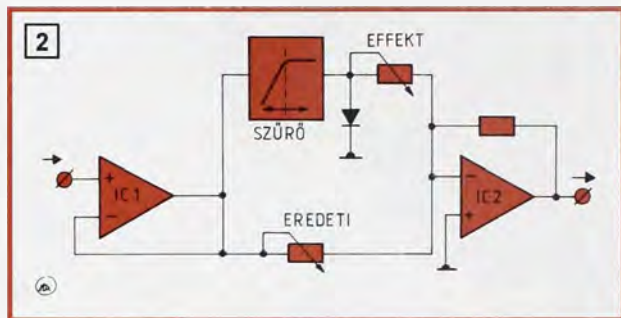 2
EFFEKT
SZŰRŐ
+
IC1
-
EREDETI
-
IC2
+